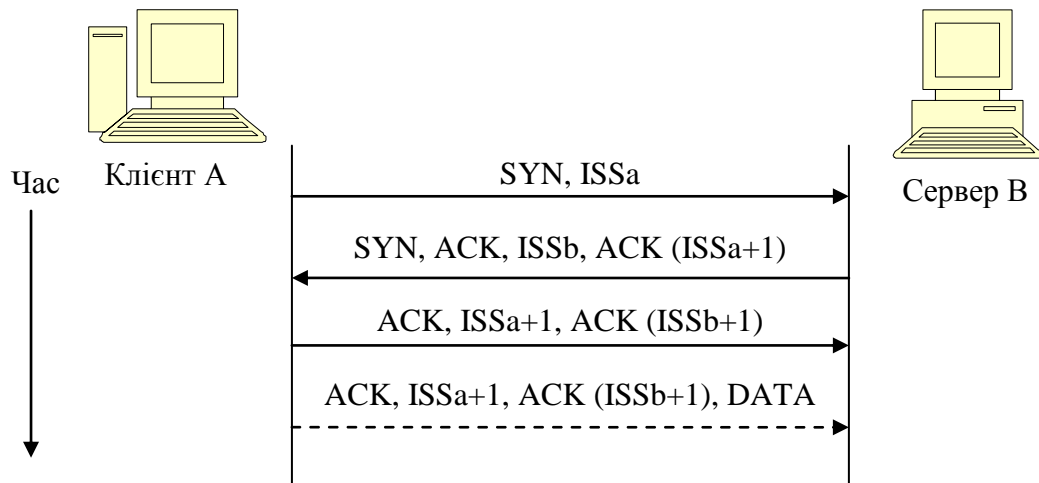 Клієнт А
Сервер В
Час
SYN, ISSa
SYN, ACK, ISSb, ACK (ISSa+1)
ACK, ISSa+1, ACK (ISSb+1)
ACK, ISSa+1, ACK (ISSb+1), DATA